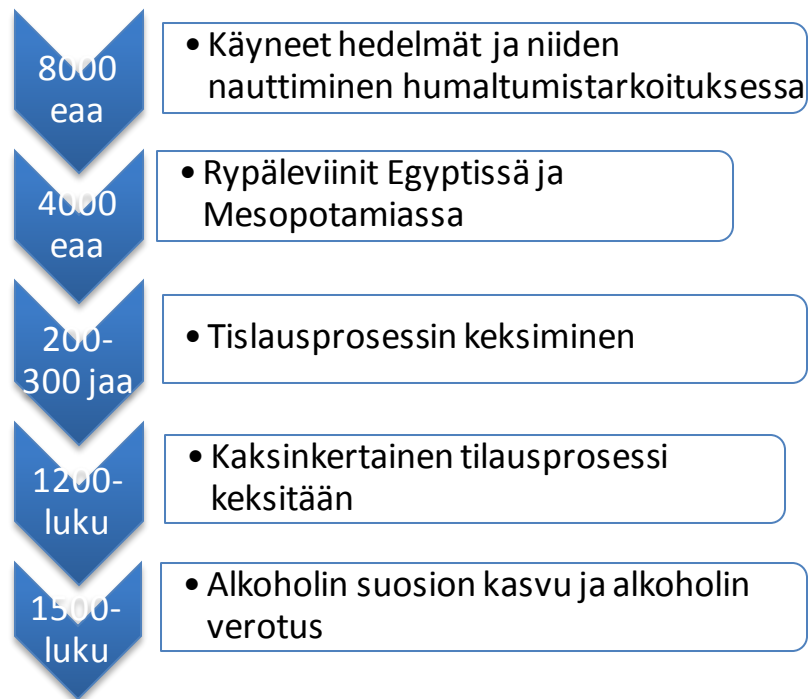 8000
eaa
• Käyneet hedelmät ja niiden
nauttiminen humaltumistarkoituksessa
4000
eaa
• Rypäleviinit Egyptissä ja
Mesopotamiassa
200-
300 jaa
• Tislausprosessin keksiminen
1200-
luku
• Kaksinkertainen tilausprosessi
keksitään
1500-
luku
• Alkoholin suosion kasvu ja alkoholin
verotus